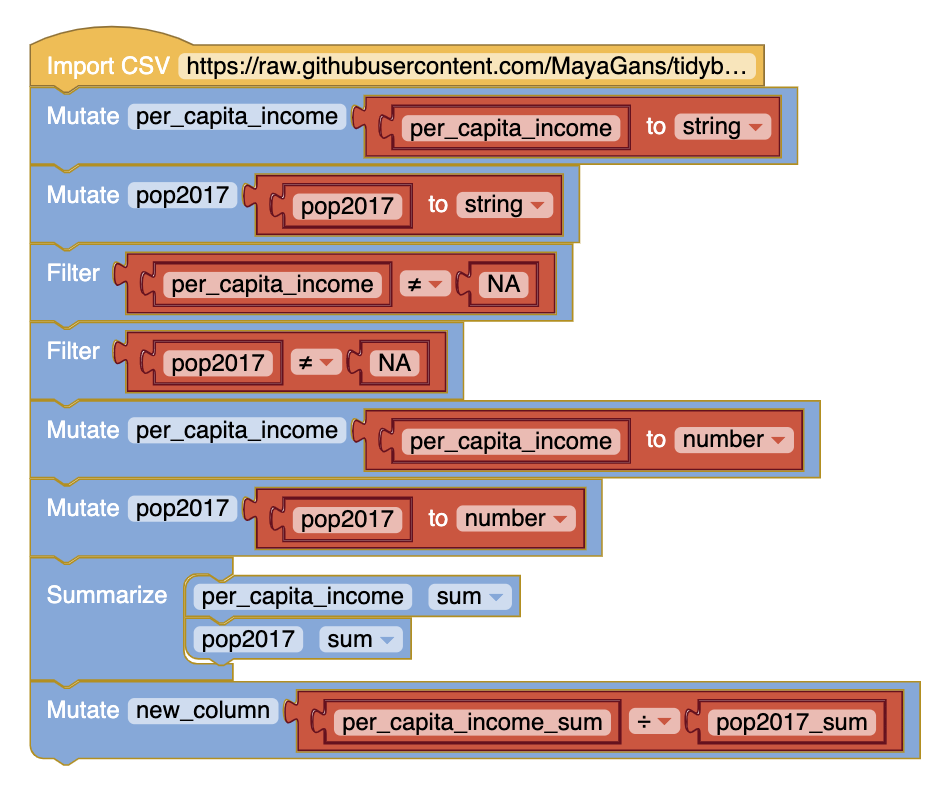 Import CSV https://raw.githubusercontent.com/MayaGans/tidyb...
Mutate per_capita_income per_capita_income to string
Mutate pop2017 pop2017 to string
Filter per_capita_income ≠ NA
Filter pop2017 ≠ NA
Mutate per_capita_income per_capita_income to number
Mutate pop2017 pop2017 to number
Summarize per_capita_income sum
pop2017 sum
Mutate new_column per_capita_income_sum ÷ pop2017_sum